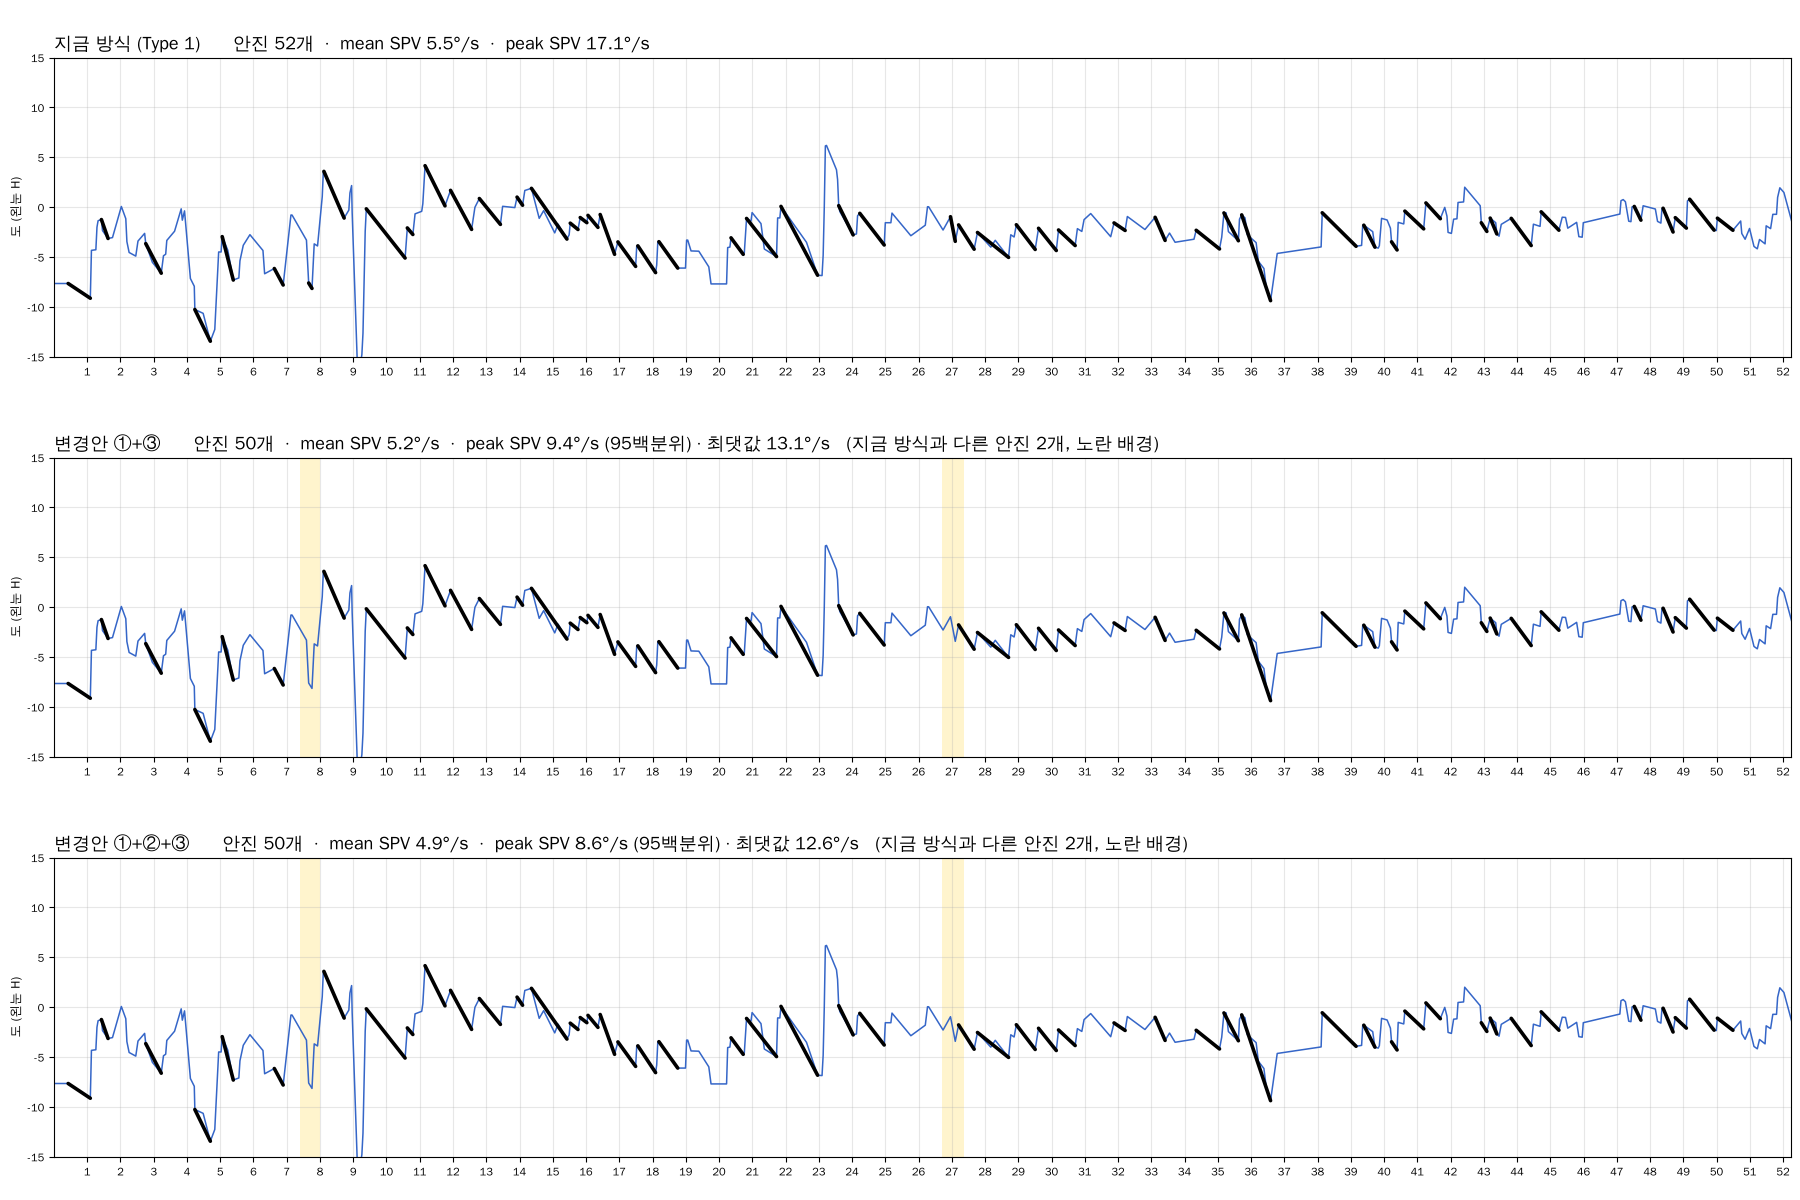 지금 방식 (Type 1) 안진 52개 · mean SPV 5.5°/s · peak SPV 17.1°/s
15
10
5
0
-5
-10
-15
도 (왼눈 H)
1 2 3 4 5 6 7 8 9 10 11 12 13 14 15 16 17 18 19 20 21 22 23 24 25 26 27 28 29 30 31 32 33 34 35 36 37 38 39 40 41 42 43 44 45 46 47 48 49 50 51 52
변경안 ①+③ 안진 50개 · mean SPV 5.2°/s · peak SPV 9.4°/s (95백분위) · 최댓값 13.1°/s (지금 방식과 다른 안진 2개, 노란 배경)
15
10
5
0
-5
-10
-15
도 (왼눈 H)
1 2 3 4 5 6 7 8 9 10 11 12 13 14 15 16 17 18 19 20 21 22 23 24 25 26 27 28 29 30 31 32 33 34 35 36 37 38 39 40 41 42 43 44 45 46 47 48 49 50 51 52
변경안 ①+②+③ 안진 50개 · mean SPV 4.9°/s · peak SPV 8.6°/s (95백분위) · 최댓값 12.6°/s (지금 방식과 다른 안진 2개, 노란 배경)
15
10
5
0
-5
-10
-15
도 (왼눈 H)
1 2 3 4 5 6 7 8 9 10 11 12 13 14 15 16 17 18 19 20 21 22 23 24 25 26 27 28 29 30 31 32 33 34 35 36 37 38 39 40 41 42 43 44 45 46 47 48 49 50 51 52